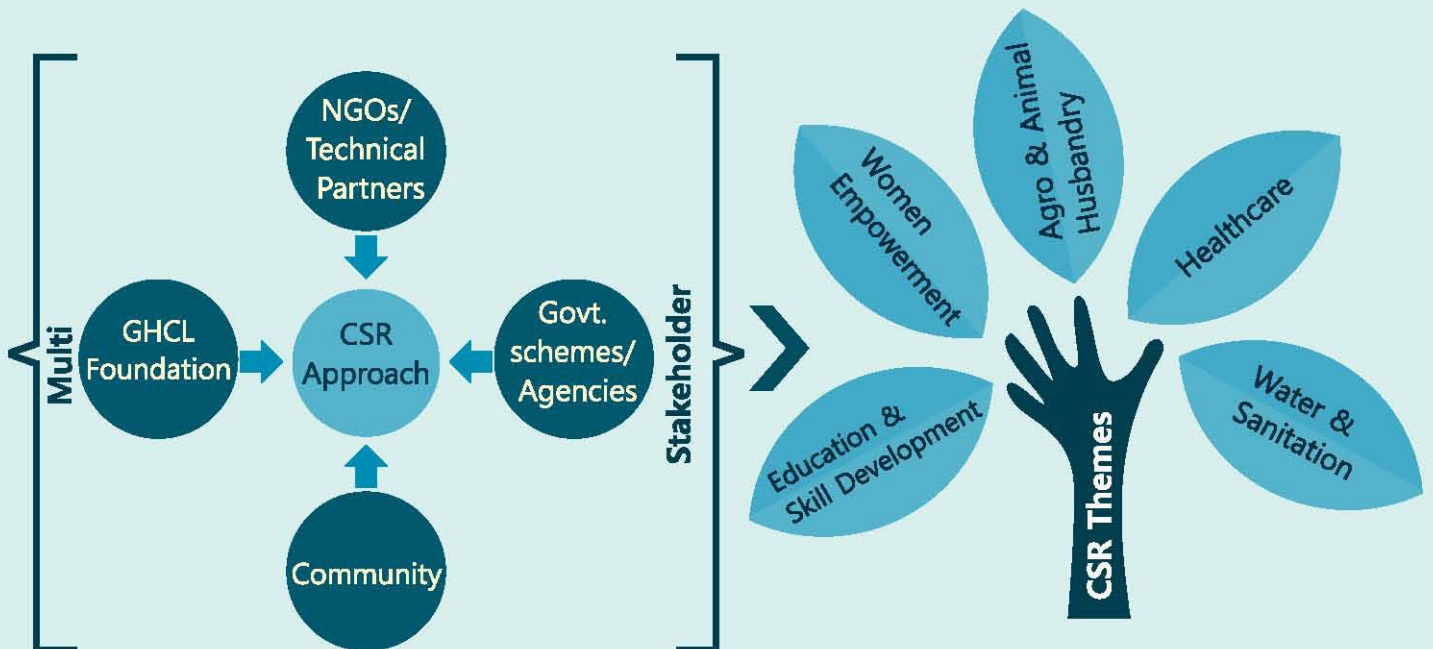 Multi
NGOs/
Technical
Partners
GHCL
Foundation
CSR
Approach
Govt.
schemes/
Agencies
Community
Stakeholder
Education &
Skill Development
Women
Empowerment
Agro & Animal
Husbandry
Healthcare
Water &
Sanitation
CSR Themes